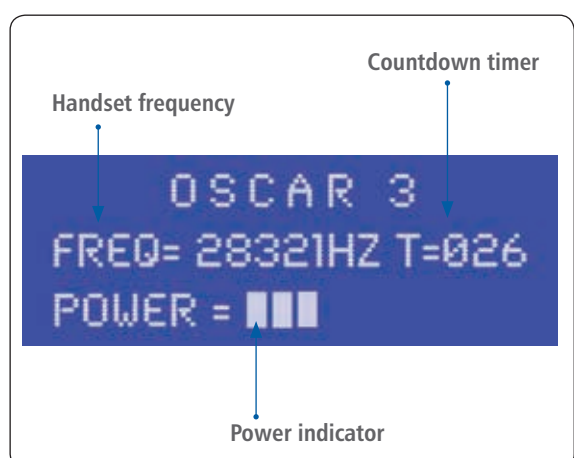 Countdown timer
Handset frequency
OSCAR 3
FREQ= 28321HZ T=026
POWER =
Power indicator